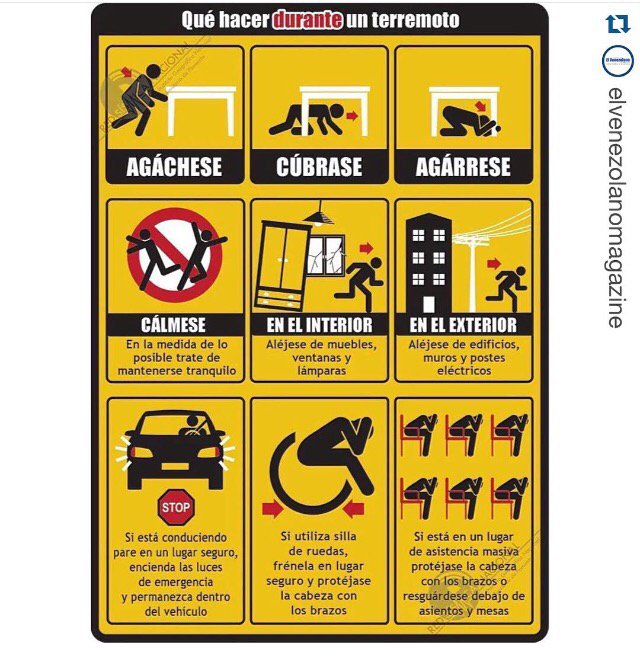 Qué hacer durante un terremoto
AGÁCHESE
CÚBRASE
AGÁRRESE
CÁLMESE
En la medida de lo
posible trate de
mantenerse tranquilo
EN EL INTERIOR
Aléjese de muebles,
ventanas y
lámparas
EN EL EXTERIOR
Aléjese de edificios,
muros y postes
eléctricos
STOP
Si está conduciendo
pare en un lugar seguro,
encienda las luces
de emergencia
y permanezca dentro
del vehiculo
Si utiliza silla
de ruedas,
frénela en lugar
seguro y protéjase
la cabeza con
los brazos
Si está en un lugar
de asistencia masiva
protéjase la cabeza
con los brazos o
resguárdese debajo de
asientos y mesas
elvenezolanomagazine